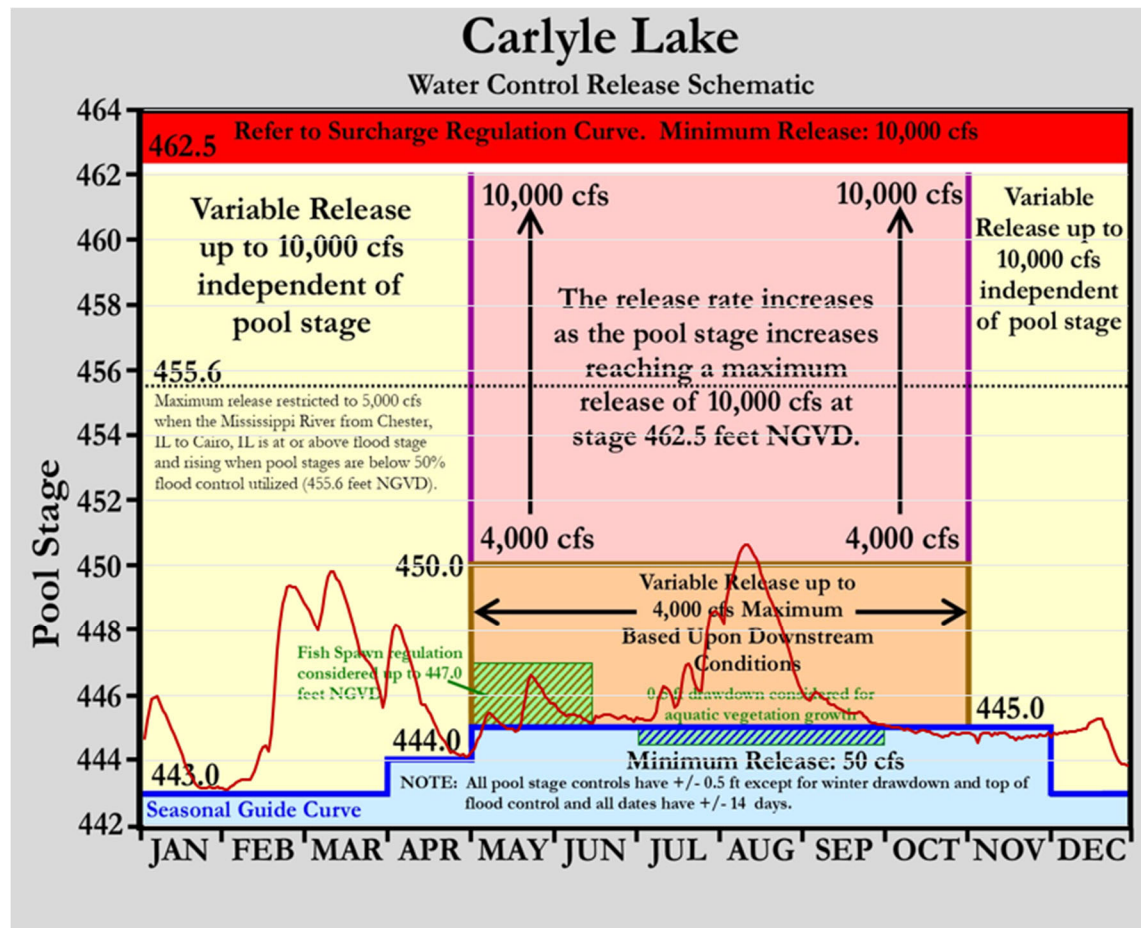 Carlyle Lake
Water Control Release Schematic
464
462
460
458
456
454
452
450
448
446
444
442
Pool Stage
462.5
Refer to Surcharge Regulation Curve. Minimum Release: 10,000 cfs
Variable Release
up to 10,000 cfs
independent of
pool stage
455.6
Maximum release restricted to 5,000 cfs
when the Mississippi River from Chester,
IL to Cairo, IL is at or above flood stage
and rising when pool stages are below 50%
flood control utilized (455.6 feet NGVD).
10,000 cfs
10,000 cfs
The release rate increases
as the pool stage increases
reaching a maximum
release of 10,000 cfs at
stage 462.5 feet NGVD.
4,000 cfs
4,000 cfs
Variable
Release up to
10,000 cfs
independent
of pool stage
450.0
Variable Release up to
4,000 cfs Maximum
Based Upon Downstream
Conditions
Fish Spawn regulation
considered up to 447.0
feet NGVD
0.5 ft. drawdown considered for
aquatic vegetation growth
445.0
444.0
443.0
Minimum Release: 50 cfs
NOTE: All pool stage controls have +/- 0.5 ft except for winter drawdown and top of
flood control and all dates have +/- 14 days.
Seasonal Guide Curve
JAN FEB MAR APR MAY JUN JUL AUG SEP OCT NOV DEC